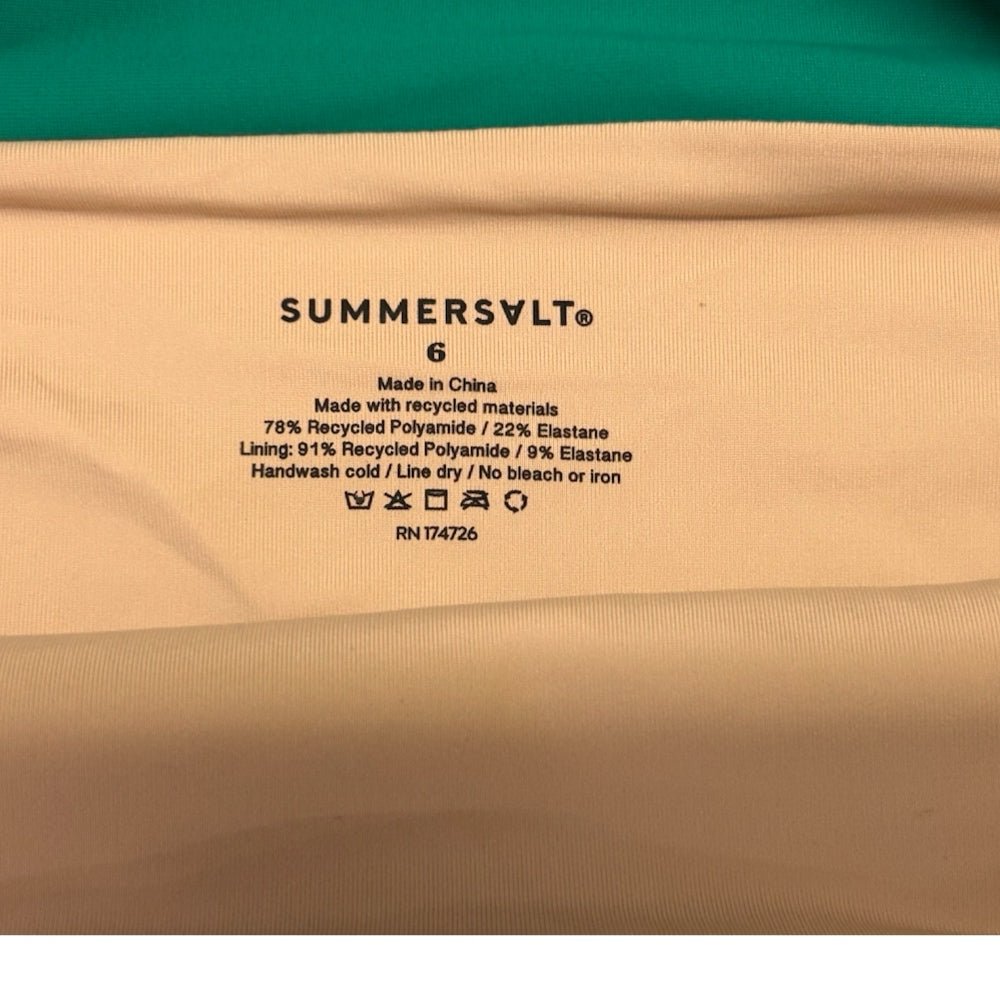 SUMMERSⱯLT®
6
Made in China
Made with recycled materials
78% Recycled Polyamide / 22% Elastane
Lining: 91% Recycled Polyamide / 9% Elastane
Handwash cold / Line dry / No bleach or iron
RN 174726